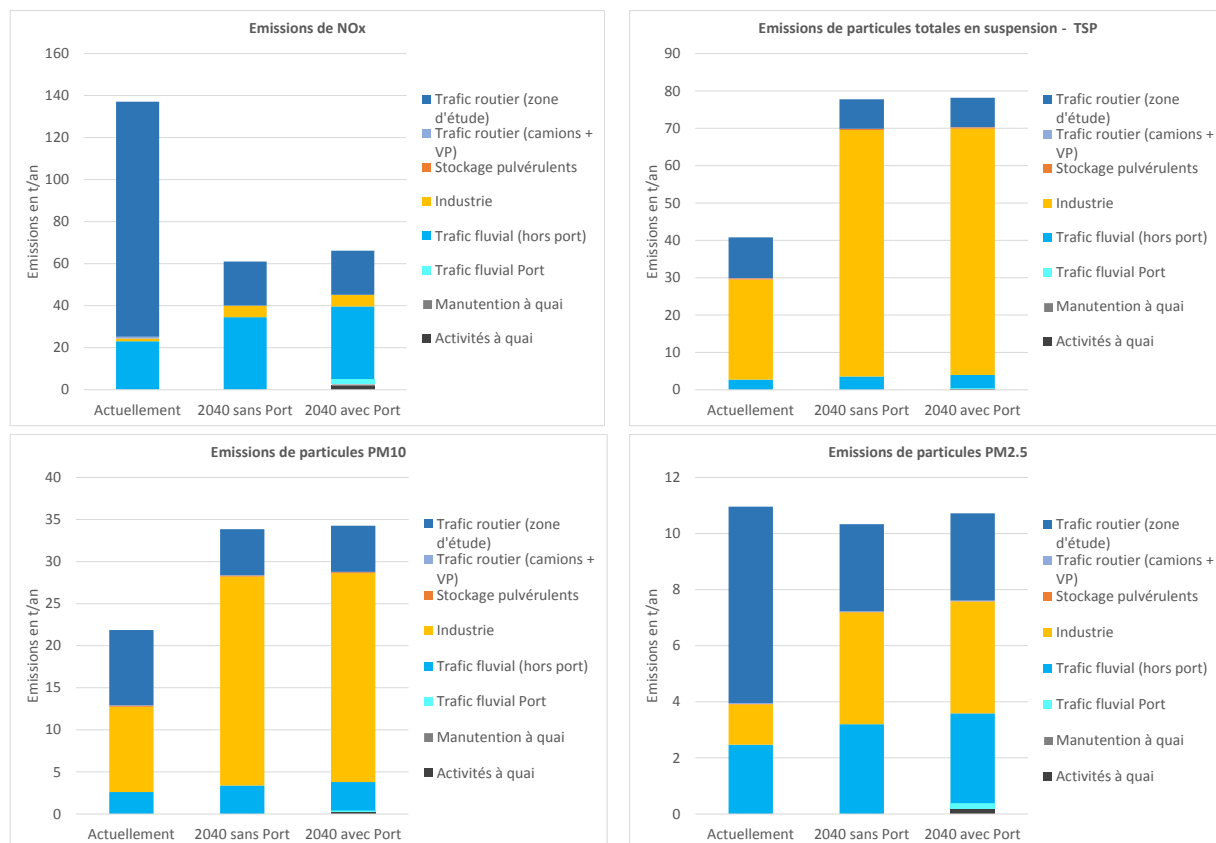 Emissions de NOx
160
140
120
100
80
60
40
20
0
Emissions en t/an
Actuellement
2040 sans Port
2040 avec Port
Trafic routier (zone
d'étude)
Trafic routier (camions +
VP)
Stockage pulvérulents
Industrie
Trafic fluvial (hors port)
Trafic fluvial Port
Manutention à quai
Activités à quai
Emissions de particules totales en suspension - TSP
90
80
70
60
50
40
30
20
10
0
Emissions en t/an
Actuellement
2040 sans Port
2040 avec Port
Trafic routier (zone
d'étude)
Trafic routier (camions +
VP)
Stockage pulvérulents
Industrie
Trafic fluvial (hors port)
Trafic fluvial Port
Manutention à quai
Activités à quai
Emissions de particules PM10
40
35
30
25
20
15
10
5
0
Emissions en t/an
Actuellement
2040 sans Port
2040 avec Port
Trafic routier (zone
d'étude)
Trafic routier (camions +
VP)
Stockage pulvérulents
Industrie
Trafic fluvial (hors port)
Trafic fluvial Port
Manutention à quai
Activités à quai
Emissions de particules PM2.5
12
10
8
6
4
2
0
Emissions en t/an
Actuellement
2040 sans Port
2040 avec Port
Trafic routier (zone
d'étude)
Trafic routier (camions +
VP)
Stockage pulvérulents
Industrie
Trafic fluvial (hors port)
Trafic fluvial Port
Manutention à quai
Activités à quai